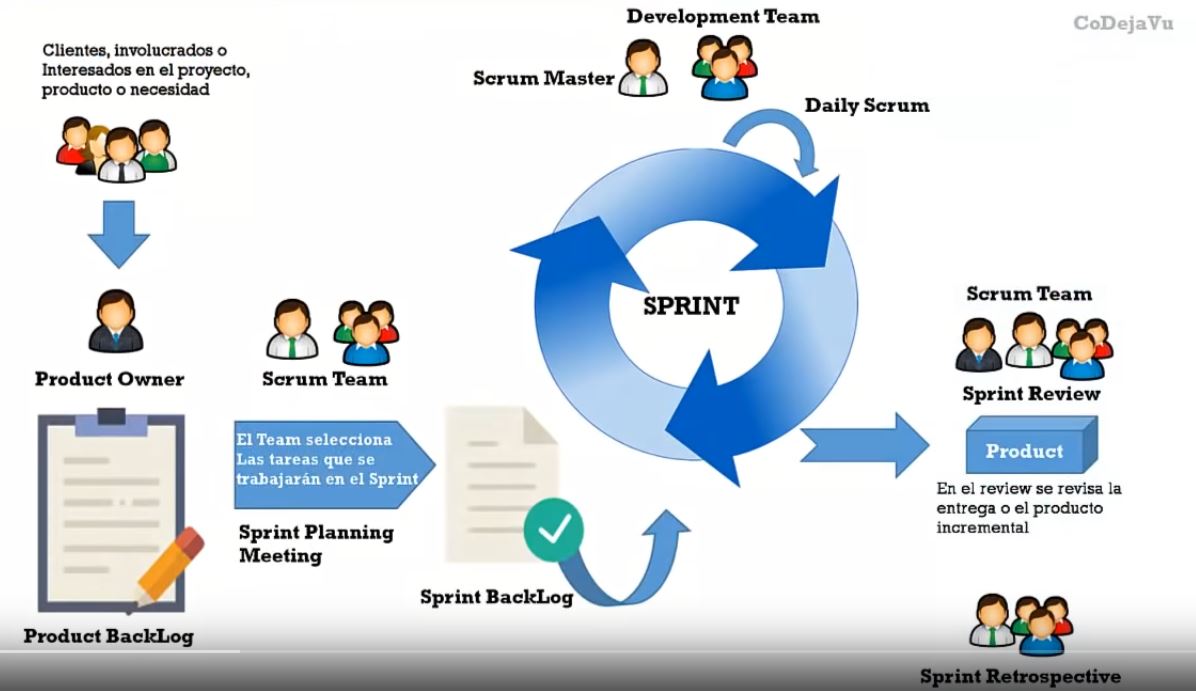 Development Team
CoDejaVu
Clientes, involucrados o
Interesados en el proyecto,
producto o necesidad
Scrum Master
Daily Scrum
SPRINT
Product Owner
Scrum Team
El Team selecciona
Las tareas que se
trabajarán en el Sprint
Sprint Planning
Meeting
Product BackLog
Sprint BackLog
Scrum Team
Sprint Review
Product
En el review se revisa la
entrega o el producto
incremental
Sprint Retrospective